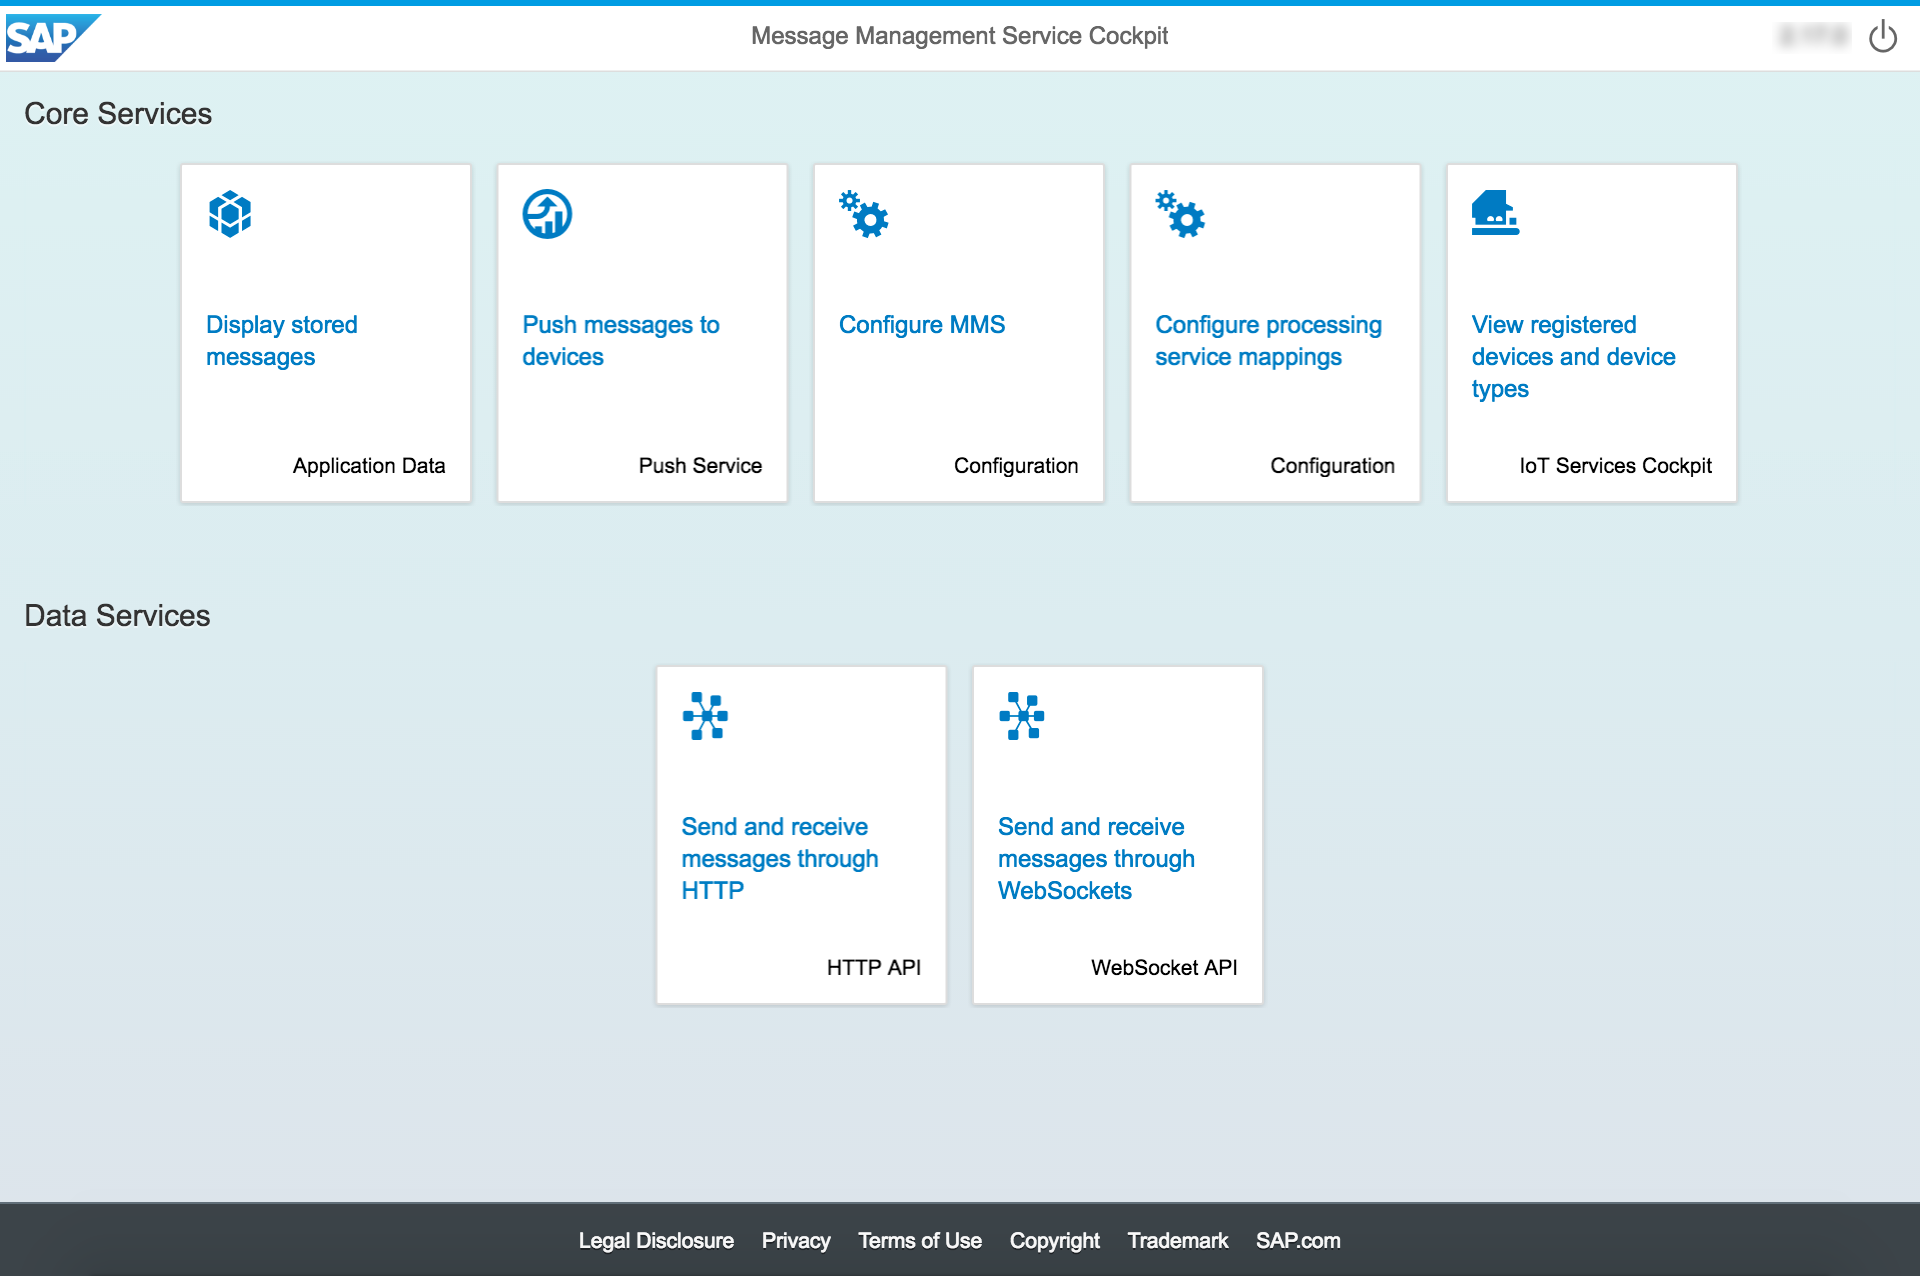 SAP
Message Management Service Cockpit
Core Services
Display stored
messages
Application Data
Push messages to
devices
Push Service
Configure MMS
Configuration
Configure processing
service mappings
Configuration
View registered
devices and device
types
IoT Services Cockpit
Data Services
Send and receive
messages through
HTTP
HTTP API
Send and receive
messages through
WebSockets
WebSocket API
Legal Disclosure Privacy Terms of Use Copyright Trademark SAP.com